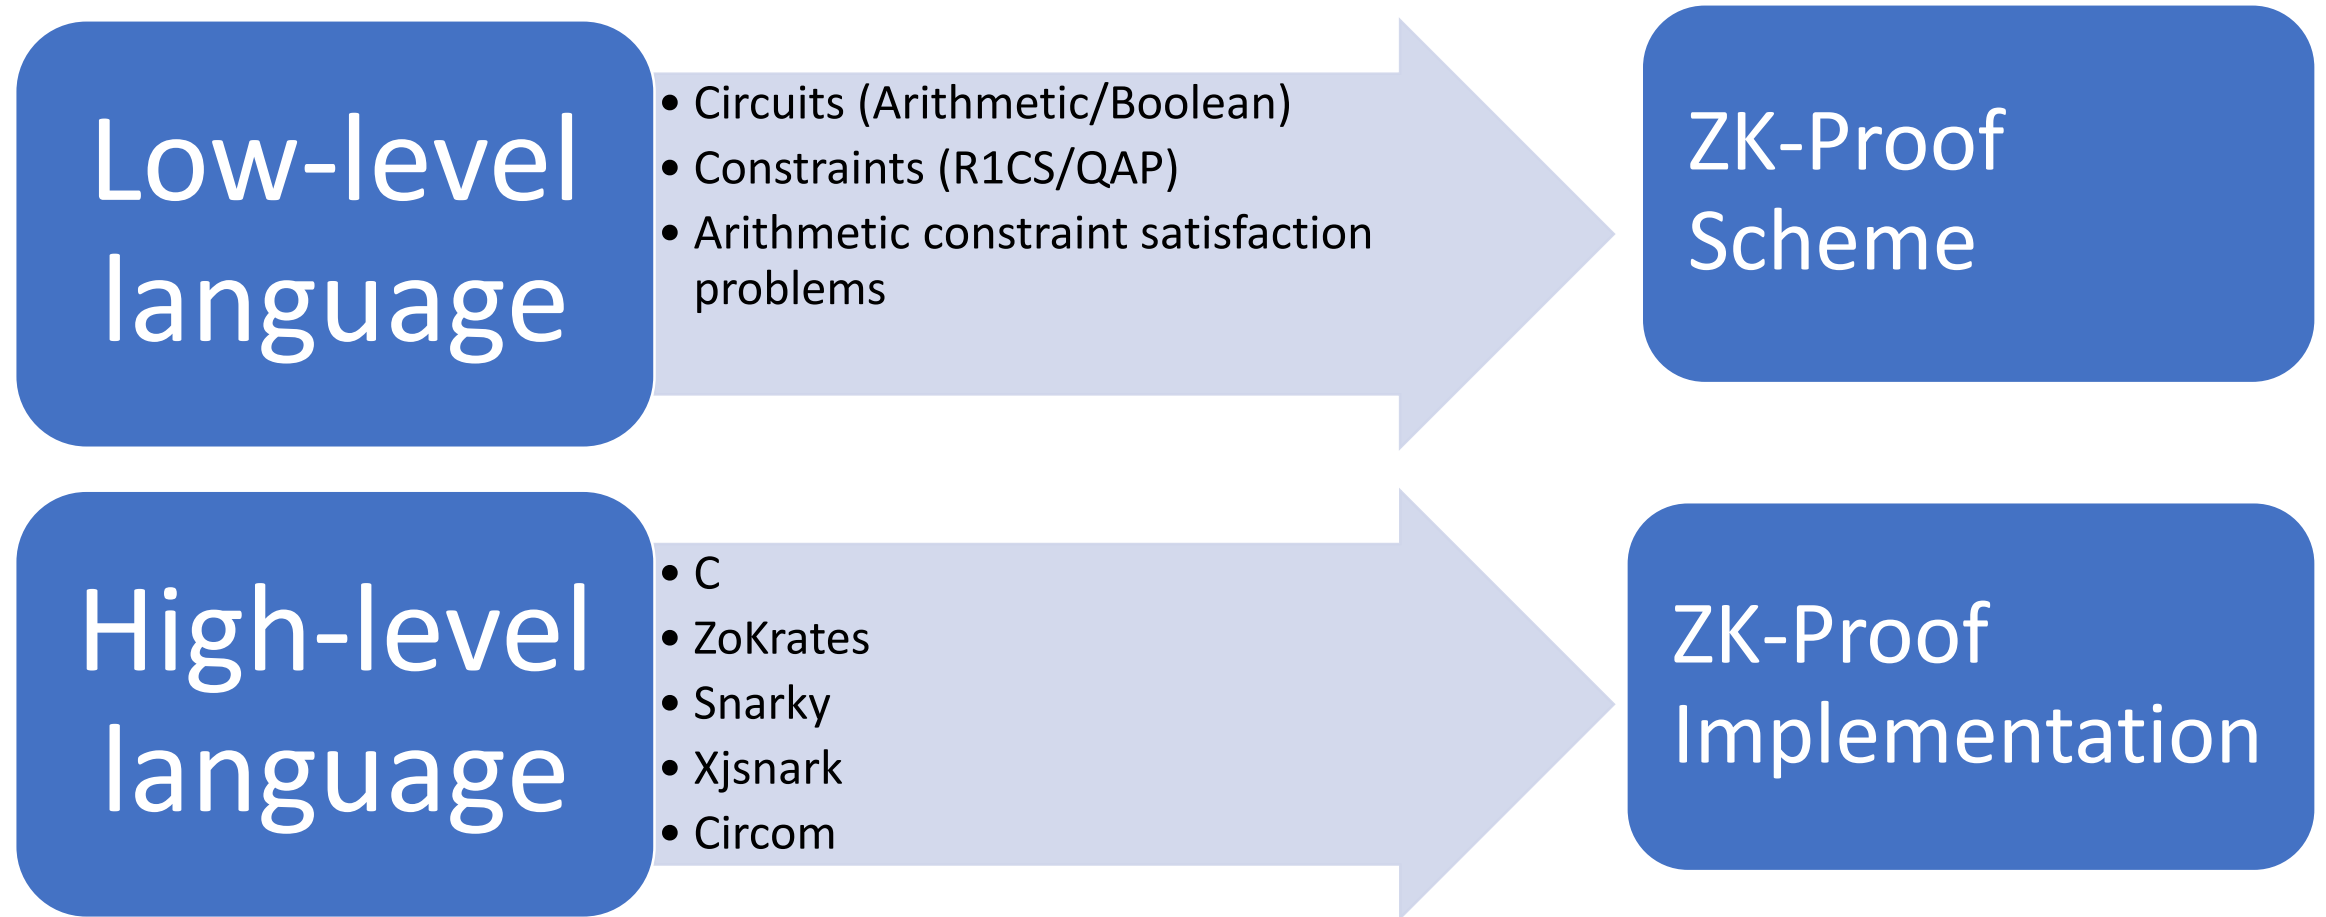 Low-level
language
• Circuits (Arithmetic/Boolean)
• Constraints (R1CS/QAP)
• Arithmetic constraint satisfaction
problems
ZK-Proof
Scheme
High-level
language
• C
• ZoKrates
• Snarky
• Xjsnark
• Circom
ZK-Proof
Implementation